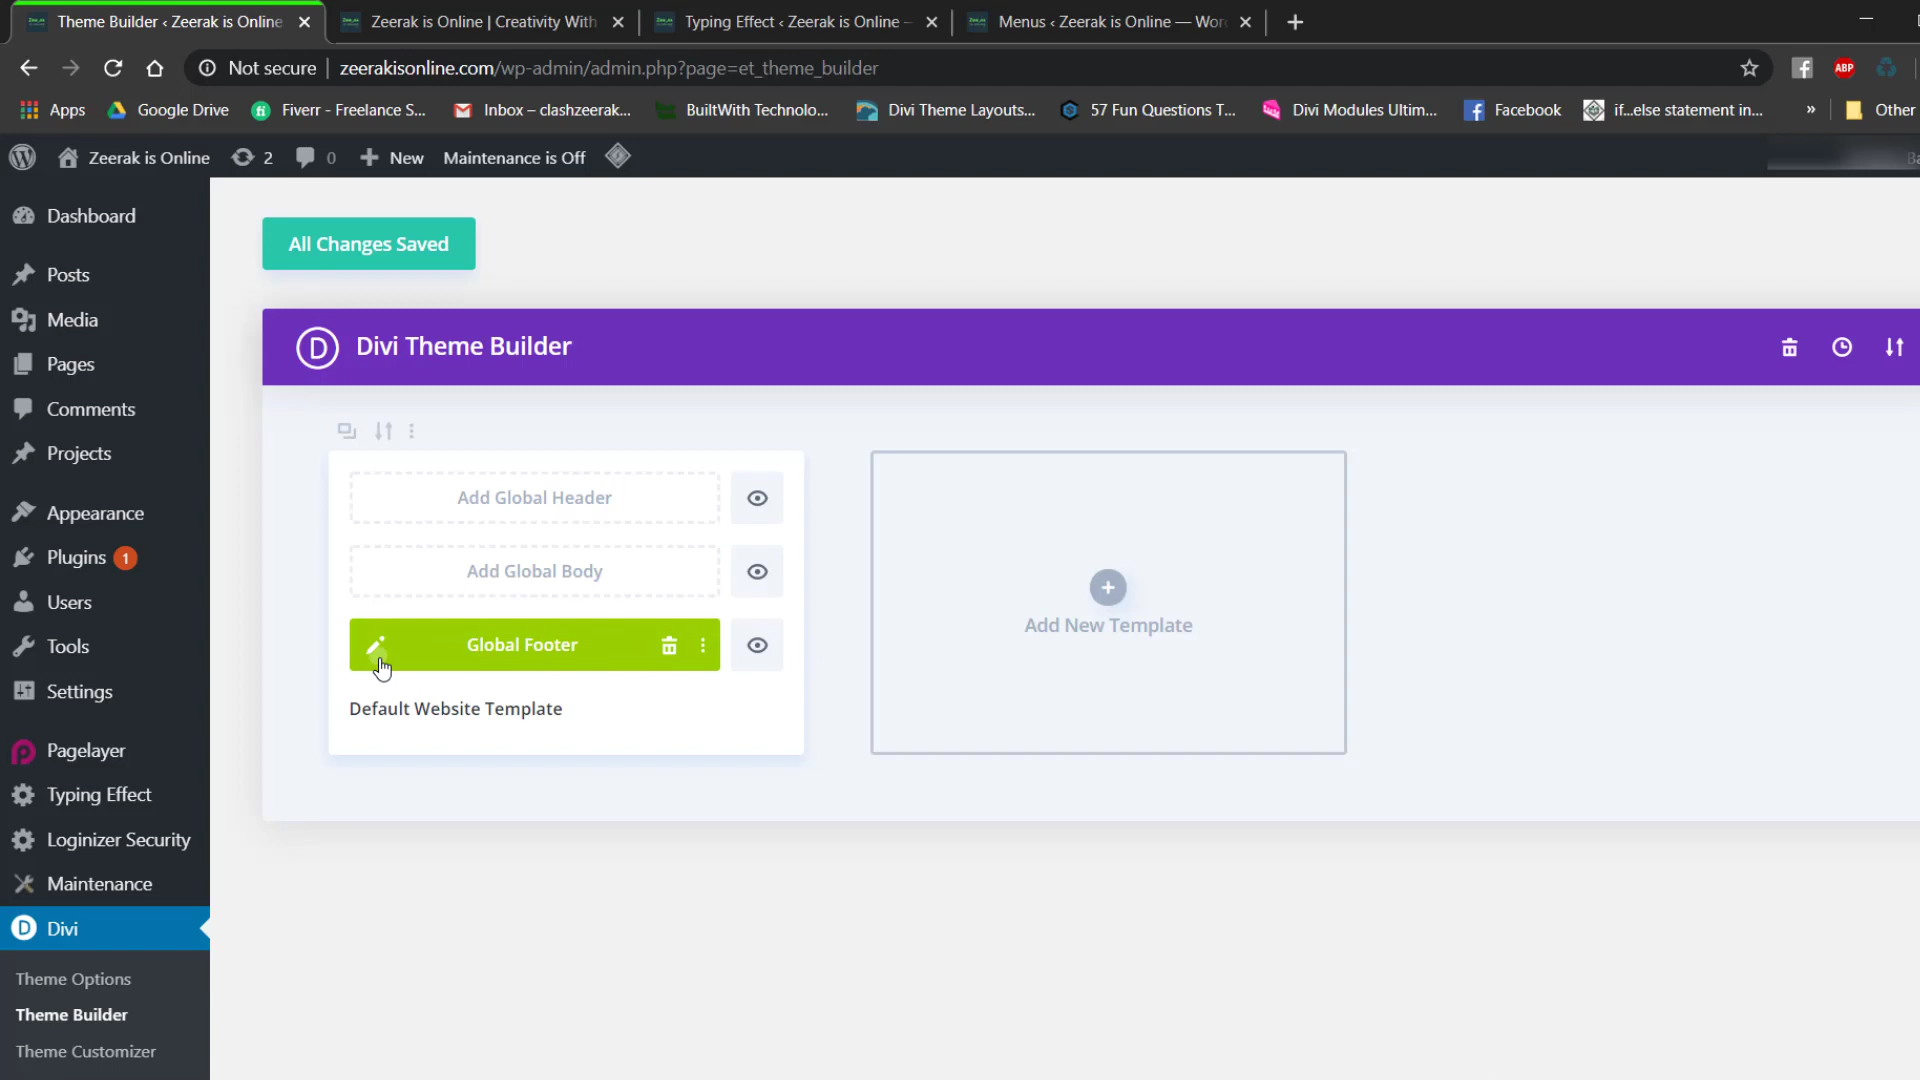 Theme Builder ‹ Zeerak is Online
Zeerak is Online | Creativity With
Typing Effect ‹ Zeerak is Online –
Menus ‹ Zeerak is Online — Wor
Not secure | zeerakisonline.com/wp-admin/admin.php?page=et_theme_builder
ABP
Apps
Google Drive
Fiverr - Freelance S...
Inbox – clashzeerak...
BuiltWith Technolo...
Divi Theme Layouts...
57 Fun Questions T...
Divi Modules Ultim...
Facebook
if...else statement in...
»
Other
Zeerak is Online
2
0
New
Maintenance is Off
Dashboard
Posts
Media
Pages
Comments
Projects
Appearance
Plugins 1
Users
Tools
Settings
Pagelayer
Typing Effect
Loginizer Security
Maintenance
Divi
Theme Options
Theme Builder
Theme Customizer
All Changes Saved
D Divi Theme Builder
Add Global Header
Add Global Body
Global Footer
Default Website Template
Add New Template